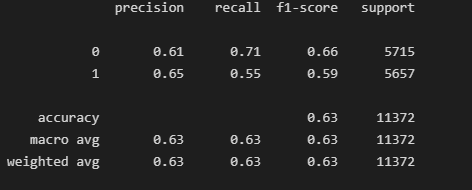 precision recall f1-score support
0 0.61 0.71 0.66 5715
1 0.65 0.55 0.59 5657
accuracy 0.63 11372
macro avg 0.63 0.63 0.63 11372
weighted avg 0.63 0.63 0.63 11372